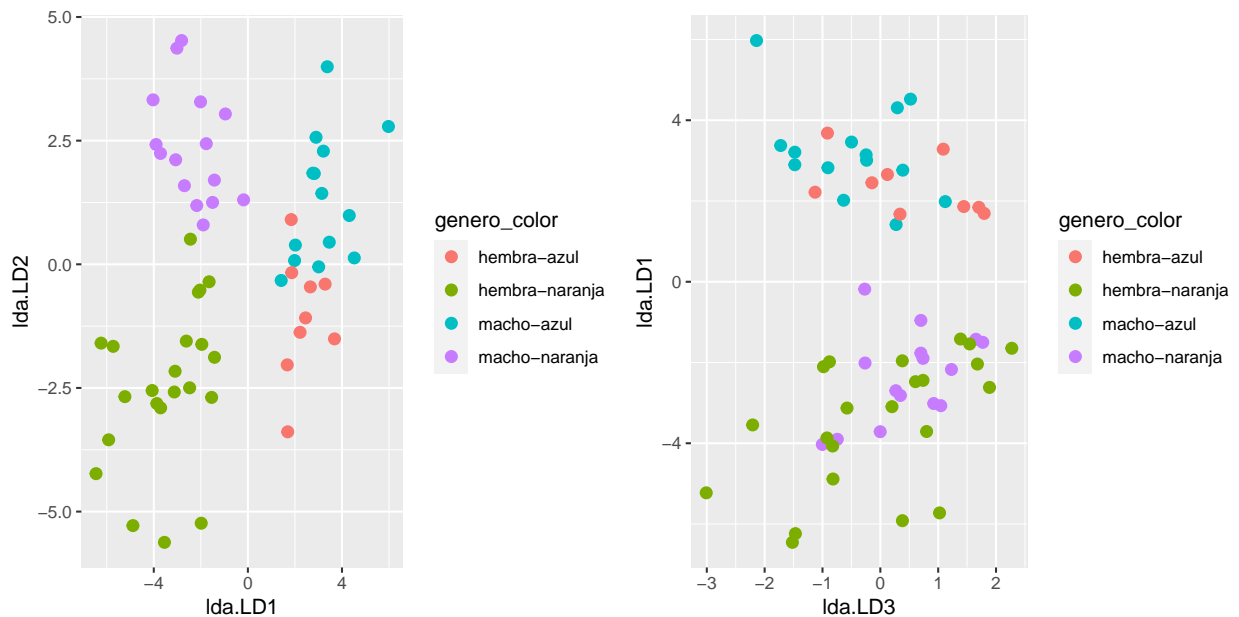 5.0
2.5
0.0
−2.5
−5.0
lda.LD2
−4
0
4
lda.LD1
genero_color
hembra−azul
hembra−naranja
macho−azul
macho−naranja
4
0
−4
lda.LD1
−3
−2
−1
0
1
2
lda.LD3
genero_color
hembra−azul
hembra−naranja
macho−azul
macho−naranja